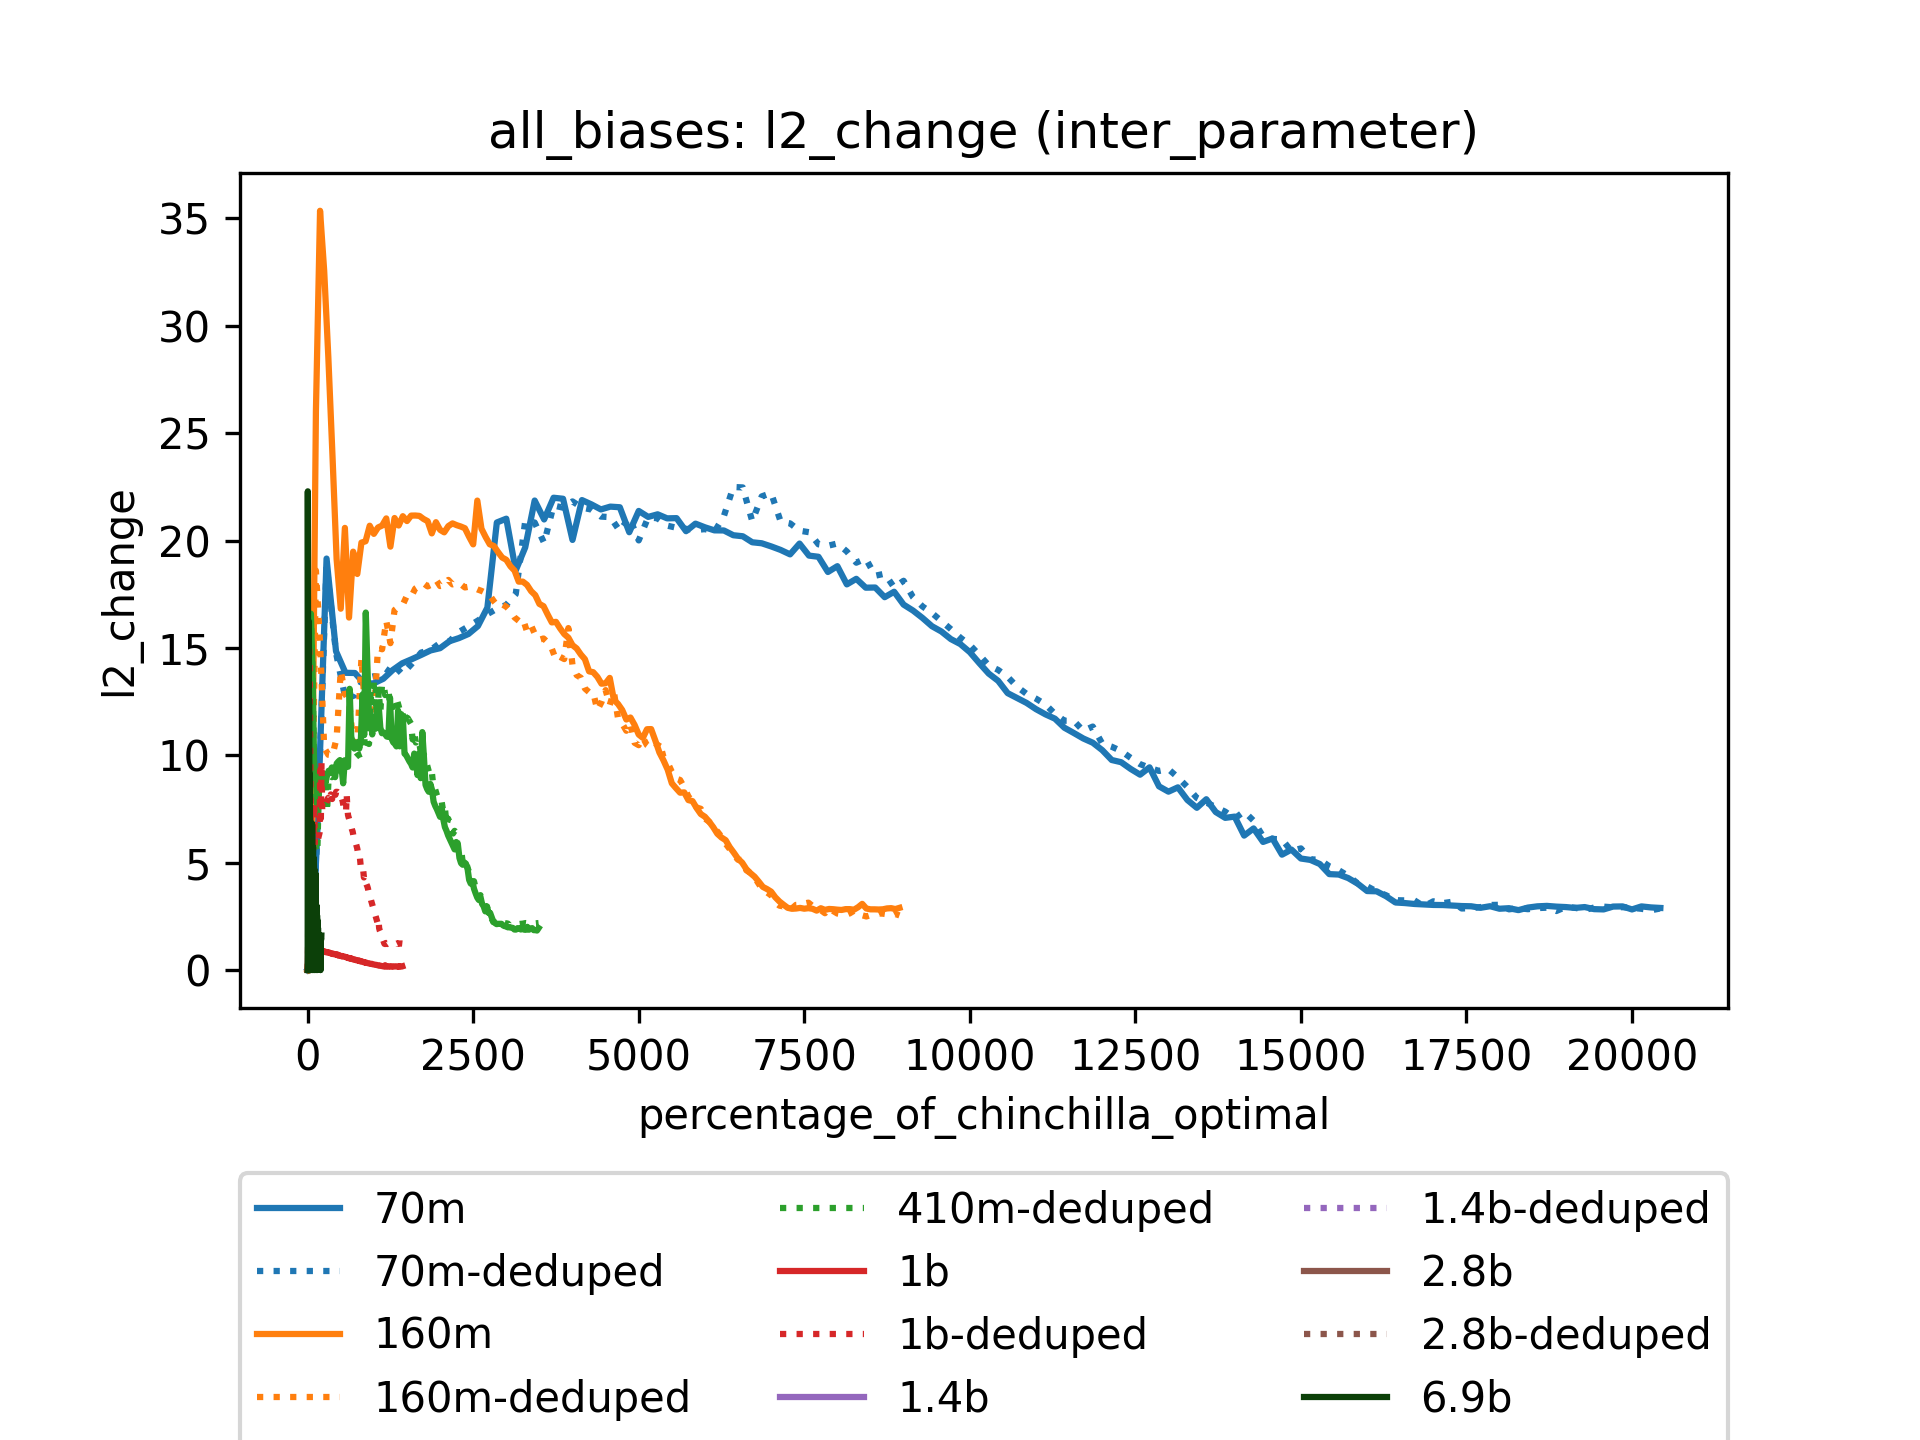 all_biases: l2_change (inter_parameter)
35
30
25
20
15
10
5
0
l2_change
0 2500 5000 7500 10000 12500 15000 17500 20000
percentage_of_chinchilla_optimal
70m
70m-deduped
160m
160m-deduped
410m-deduped
1b
1b-deduped
1.4b
1.4b-deduped
2.8b
2.8b-deduped
6.9b